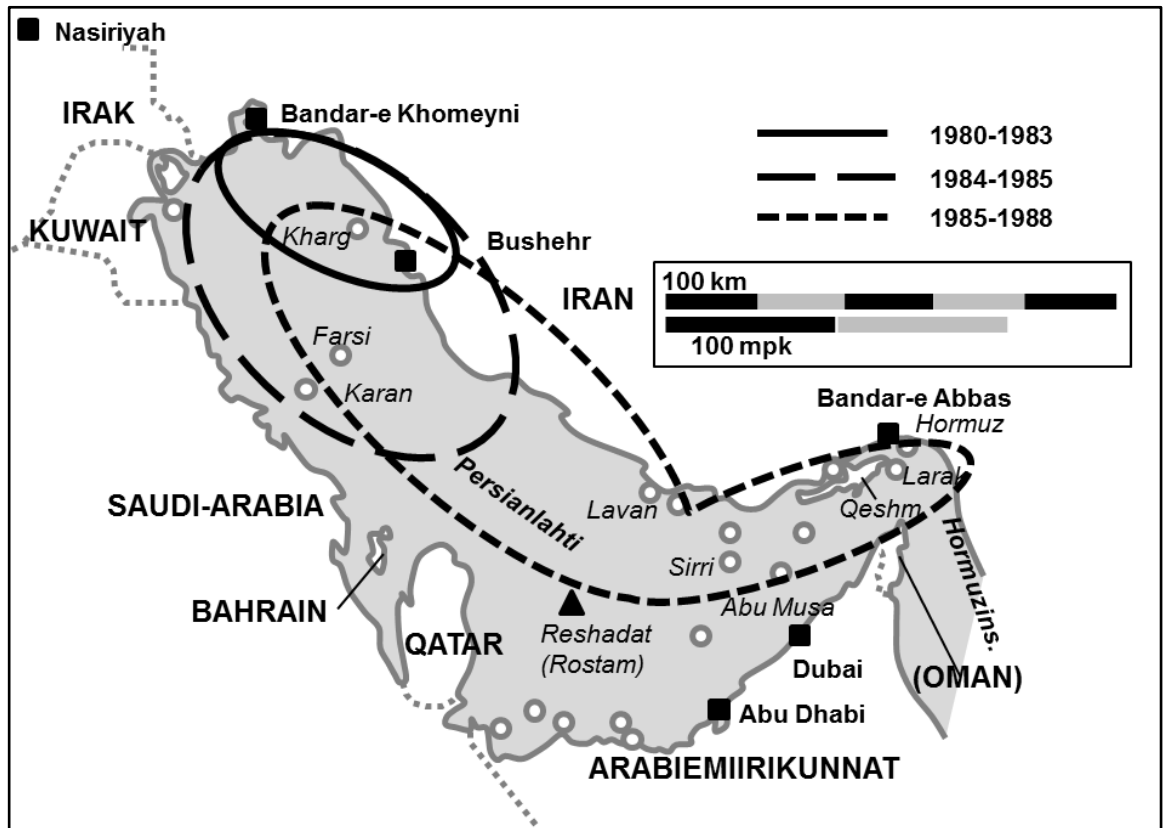 Nasiriyah
IRAK
Bandar-e Khomeyni
1980-1983
1984-1985
1985-1988
KUWAIT
Kharg
Bushehr
IRAN
100 km
100 mpk
Farsi
Karan
Bandar-e Abbas
Hormuz
Larak
Qeshm
Persianlahti
Lavan
SAUDI-ARABIA
Sirri
Hormuzins.
BAHRAIN
Abu Musa
QATAR
Reshadat
(Rostam)
Dubai
(OMAN)
Abu Dhabi
ARABIEMIIRIKUNNAT